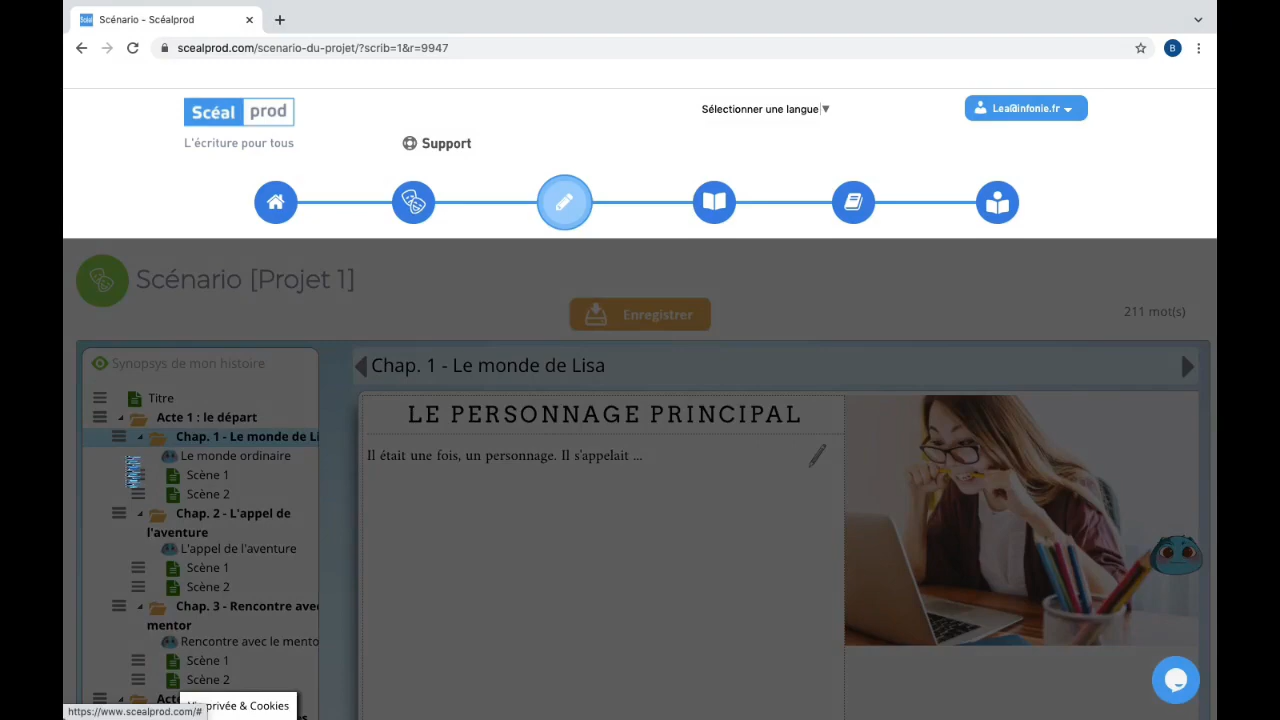 Scénario - Scéalprod
scealprod.com/scenario-du-projet/?scrib=1&r=9947
B
Scéal prod
L'écriture pour tous
Support
Sélectionner une langue
Lea@infonie.fr
Scénario [Projet 1]
Enregistrer
211 mot(s)
Synopsys de mon histoire
Titre
Acte 1 : le départ
Chap. 1 - Le monde de Li
Le monde ordinaire
Scène 1
Scène 2
Chap. 2 - L'appel de
l'aventure
L'appel de l'aventure
Scène 1
Scène 2
Chap. 3 - Rencontre avec
mentor
Rencontre avec le mento
Scène 1
Scène 2
Chap. 1 - Le monde de Lisa
LE PERSONNAGE PRINCIPAL
Il était une fois, un personnage. Il s'appelait ...
privée & Cookies
https://www.scealprod.com/#